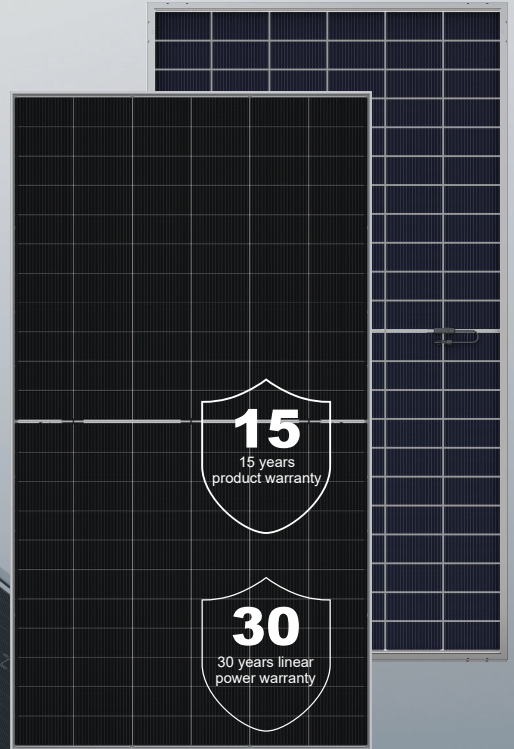 15
15 years
product warranty
30
30 years linear
power warranty